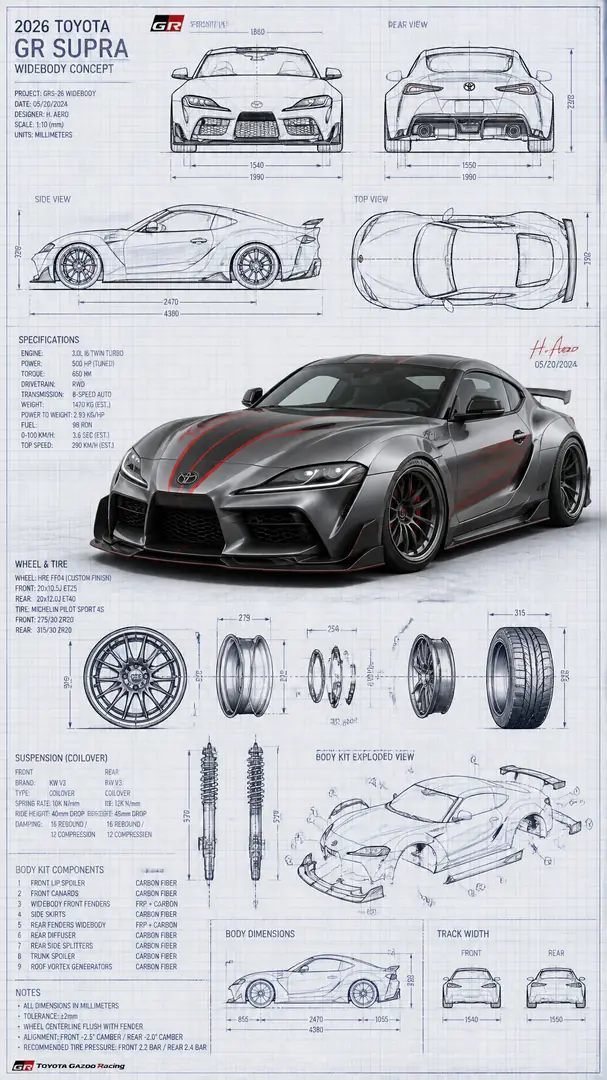 2026 TOYOTA
GR SUPRA
WIDEBODY CONCEPT
PROJECT: GRS-26 WIDEBODY
DATE: 05/20/2024
DESIGNER: H. AERO
SCALE: 1:10 (mm)
UNITS: MILLIMETERS
GR
1860
1540
1990
REAR VIEW
1550
1990
SIDE VIEW
2470
4380
TOP VIEW
SPECIFICATIONS
ENGINE: 3.0L I6 TWIN TURBO
POWER: 500 HP (TUNED)
TORQUE: 650 NM
DRIVETRAIN: RWD
TRANSMISSION: 8-SPEED AUTO
WEIGHT: 1470 KG (EST.)
POWER TO WEIGHT: 2.93 KG/HP
FUEL: 98 RON
0-100 KM/H: 3.6 SEC (EST.)
TOP SPEED: 290 KM/H (EST.)
H. Aero
05/20/2024
WHEEL & TIRE
WHEEL: HRE FF04 (CUSTOM FINISH)
FRONT: 20x10.5J ET25
REAR: 20x12.0J ET40
TIRE: MICHELIN PILOT SPORT 4S
FRONT: 275/30 ZR20
REAR: 315/30 ZR20
279
254
315
SUSPENSION (COILOVER)
FRONT REAR
BRAND: KW V3
TYPE: COILOVER COILOVER
SPRING RATE: 10K N/mm 12K N/mm
RIDE HEIGHT: 40mm DROP 45mm DROP
DAMPING: 16 REBOUND / 16 REBOUND /
12 COMPRESSION 12 COMPRESSIEN
570
BODY KIT EXPLODED VIEW
BODY KIT COMPONENTS
1 FRONT LIP SPOILER CARBON FIBER
2 FRONT CANARDS CARBON FIBER
3 WIDEBODY FRONT FENDERS FRP + CARBON
4 SIDE SKIRTS CARBON FIBER
5 REAR FENDERS WIDEBODY FRP + CARBON
6 REAR DIFFUSER CARBON FIBER
7 REAR SIDE SPLITTERS CARBON FIBER
8 TRUNK SPOILER CARBON FIBER
9 ROOF VORTEX GENEBRATORS CARBON FIBER
BODY DIMENSIONS
855 2470 1055
4380
TRACK WIDTH
FRONT REAR
1540 1550
NOTES
• ALL DIMENSIONS IN MILLIMETERS
• TOLERANCE: ±2mm
• WHEEL CENTERLINE FLUSH WITH FENDER
• ALIGNMENT: FRONT -2.5° CAMBER / REAR -2.0° CAMBER
• RECOMMENDED TIRE PRESSURE: FRONT 2.2 BAR / REAR 2.4 BAR
GR TOYOTA GAZOO Racing